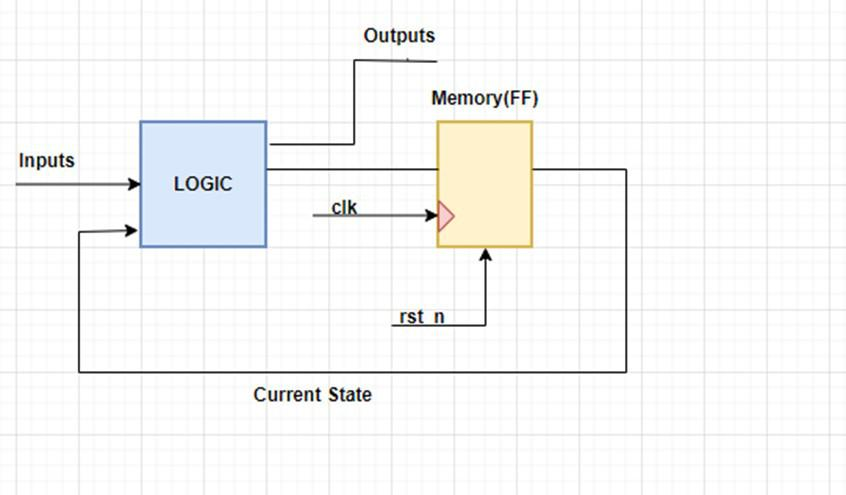 Outputs
Memory(FF)
Inputs
LOGIC
clk
rst_n
Current State